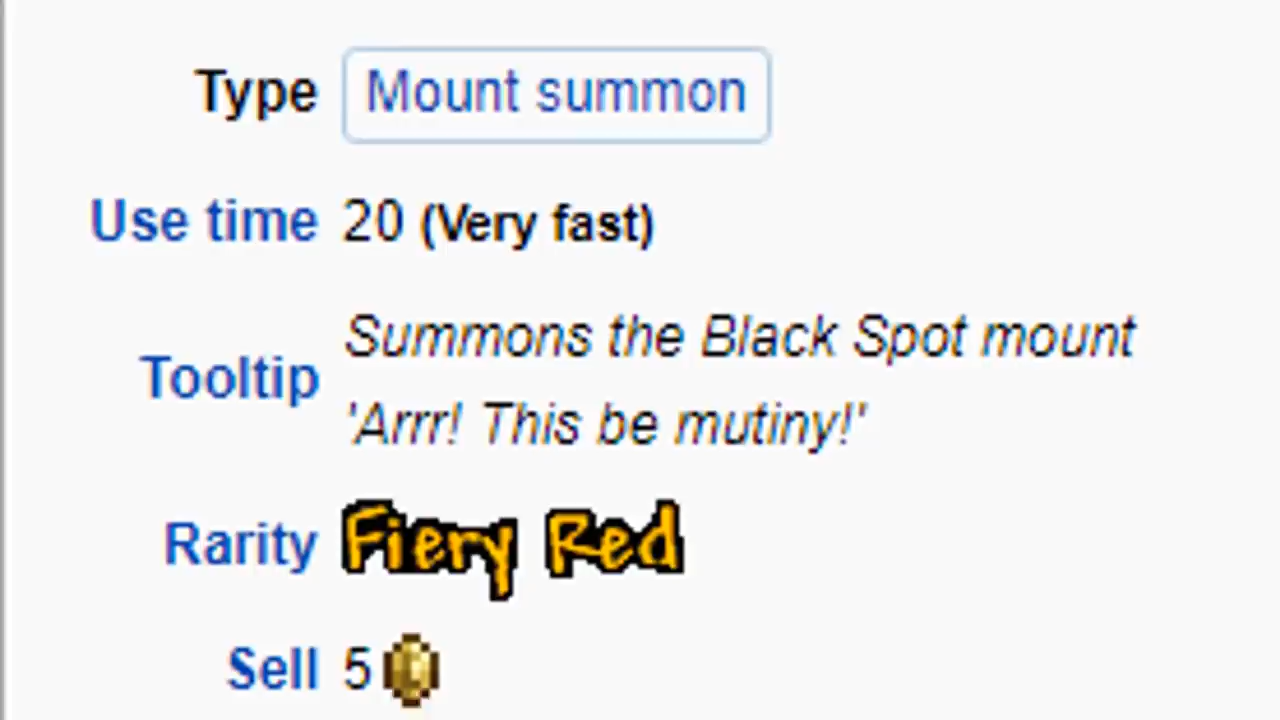 Type Mount summon
Use time 20 (Very fast)
Summons the Black Spot mount
Tooltip
'Arrr! This be mutiny!'
Rarity Fiery Red
Sell 5